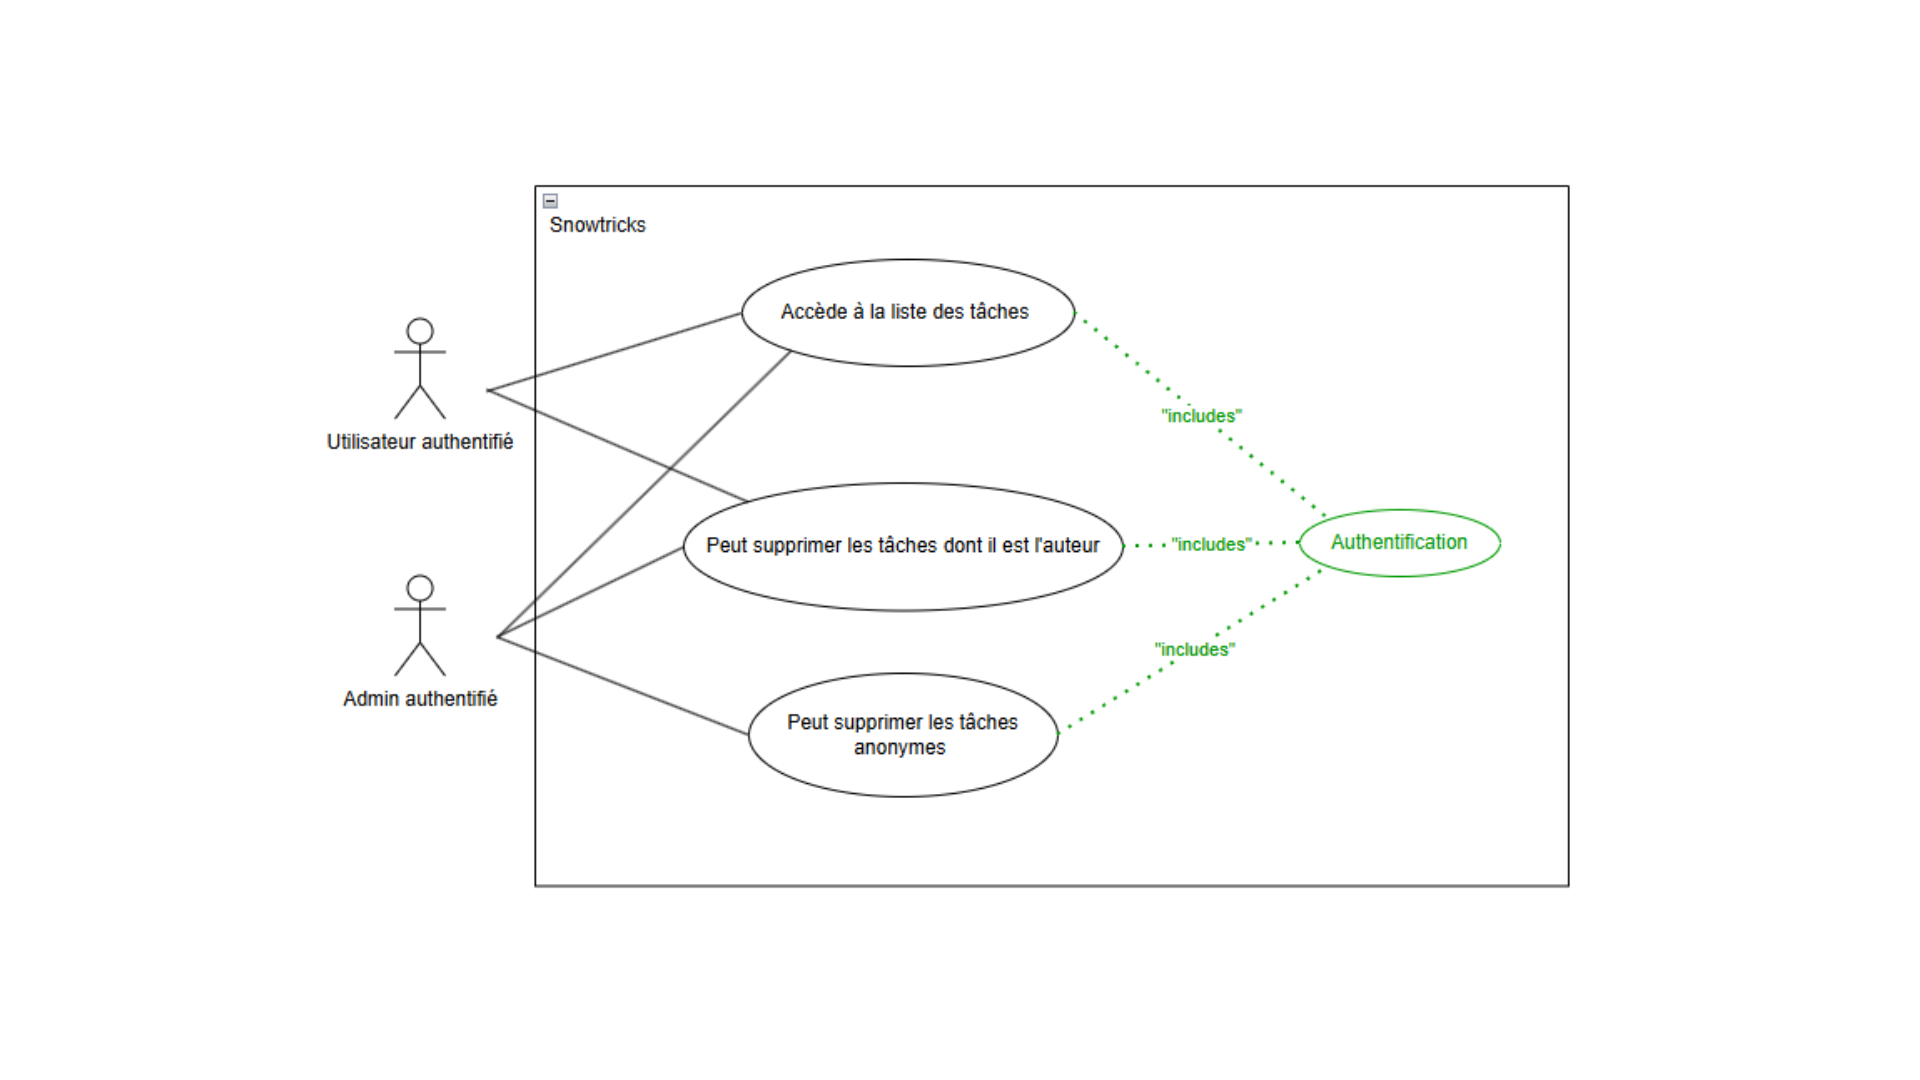 Snowtricks
Accède à la liste des tâches
"includes"
Utilisateur authentifié
Peut supprimer les tâches dont il est l'auteur
"includes"
Authentification
"includes"
Admin authentifié
Peut supprimer les tâches
anonymes